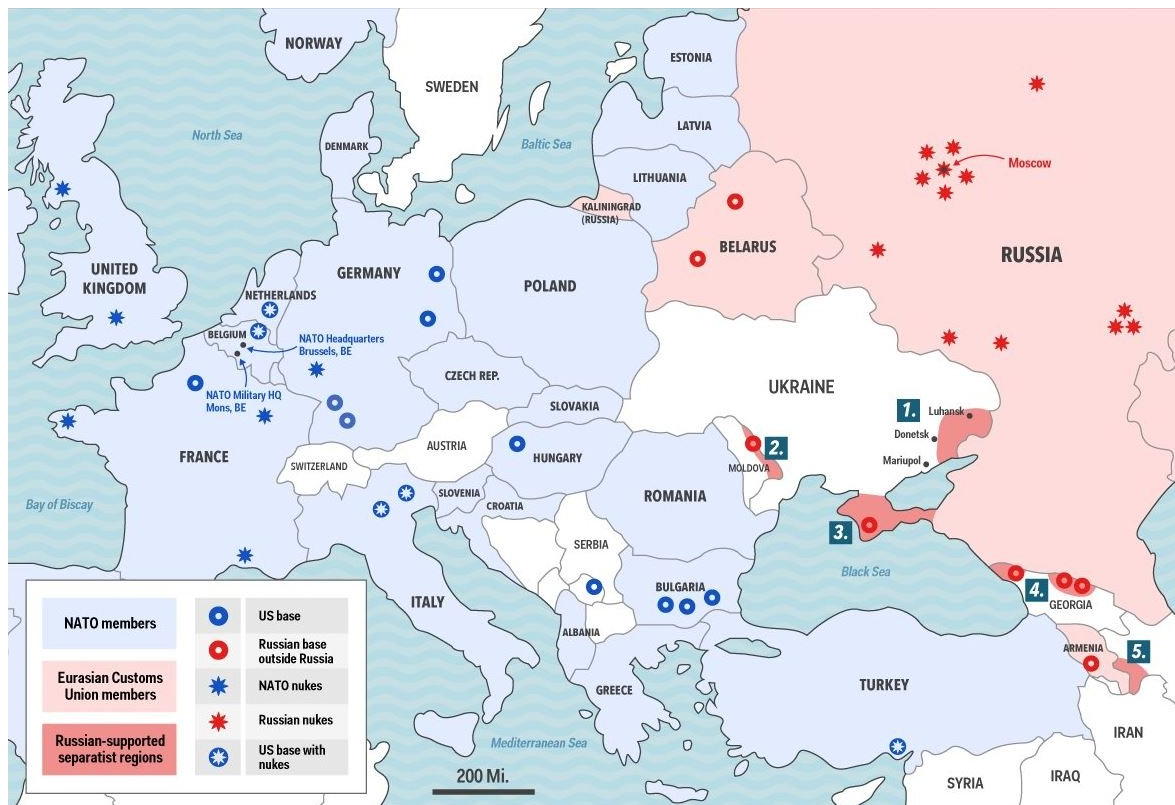 NORWAY
SWEDEN
ESTONIA
North Sea
DENMARK
Baltic Sea
LATVIA
LITHUANIA
Moscow
KALININGRAD
(RUSSIA)
BELARUS
RUSSIA
UNITED
KINGDOM
NETHERLANDS
GERMANY
POLAND
BELGIUM
NATO Headquarters
Brussels, BE
NATO Military HQ
Mons, BE
CZECH REP.
UKRAINE
SLOVAKIA
1.
Luhansk
Donetsk
Mariupol
FRANCE
SWITZERLAND
AUSTRIA
HUNGARY
2.
MOLDOVA
Bay of Biscay
SLOVENIA
CROATIA
ROMANIA
3.
SERBIA
Black Sea
BULGARIA
4.
GEORGIA
ITALY
ALBANIA
ARMENIA
5.
GREECE
TURKEY
IRAN
Mediterranean Sea
SYRIA
IRAQ
200 Mi.
NATO members
Eurasian Customs
Union members
Russian-supported
separatist regions
US base
Russian base
outside Russia
NATO nukes
Russian nukes
US base with
nukes